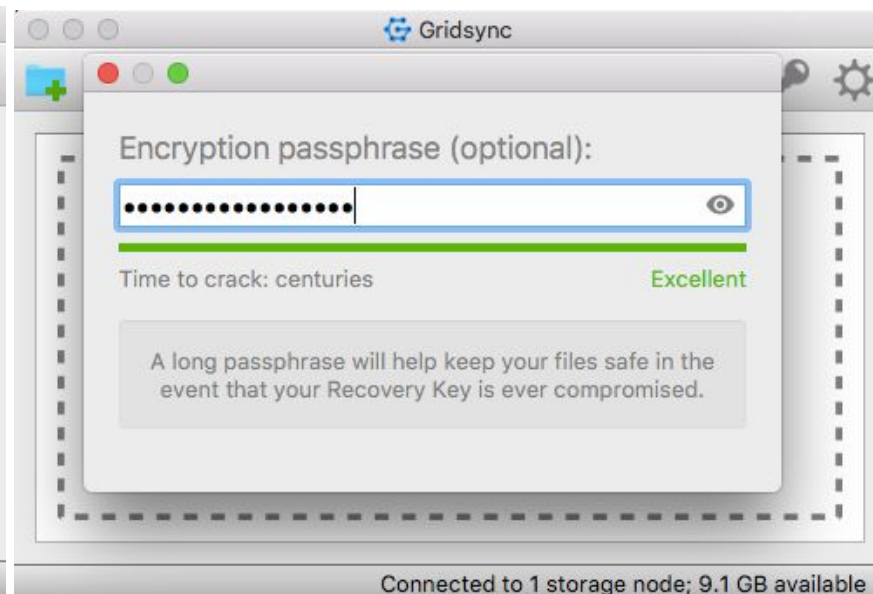 Gridsync
Encryption passphrase (optional):
•••••••••••••••••
Time to crack: centuries
Excellent
A long passphrase will help keep your files safe in the
event that your Recovery Key is ever compromised.
Connected to 1 storage node; 9.1 GB available